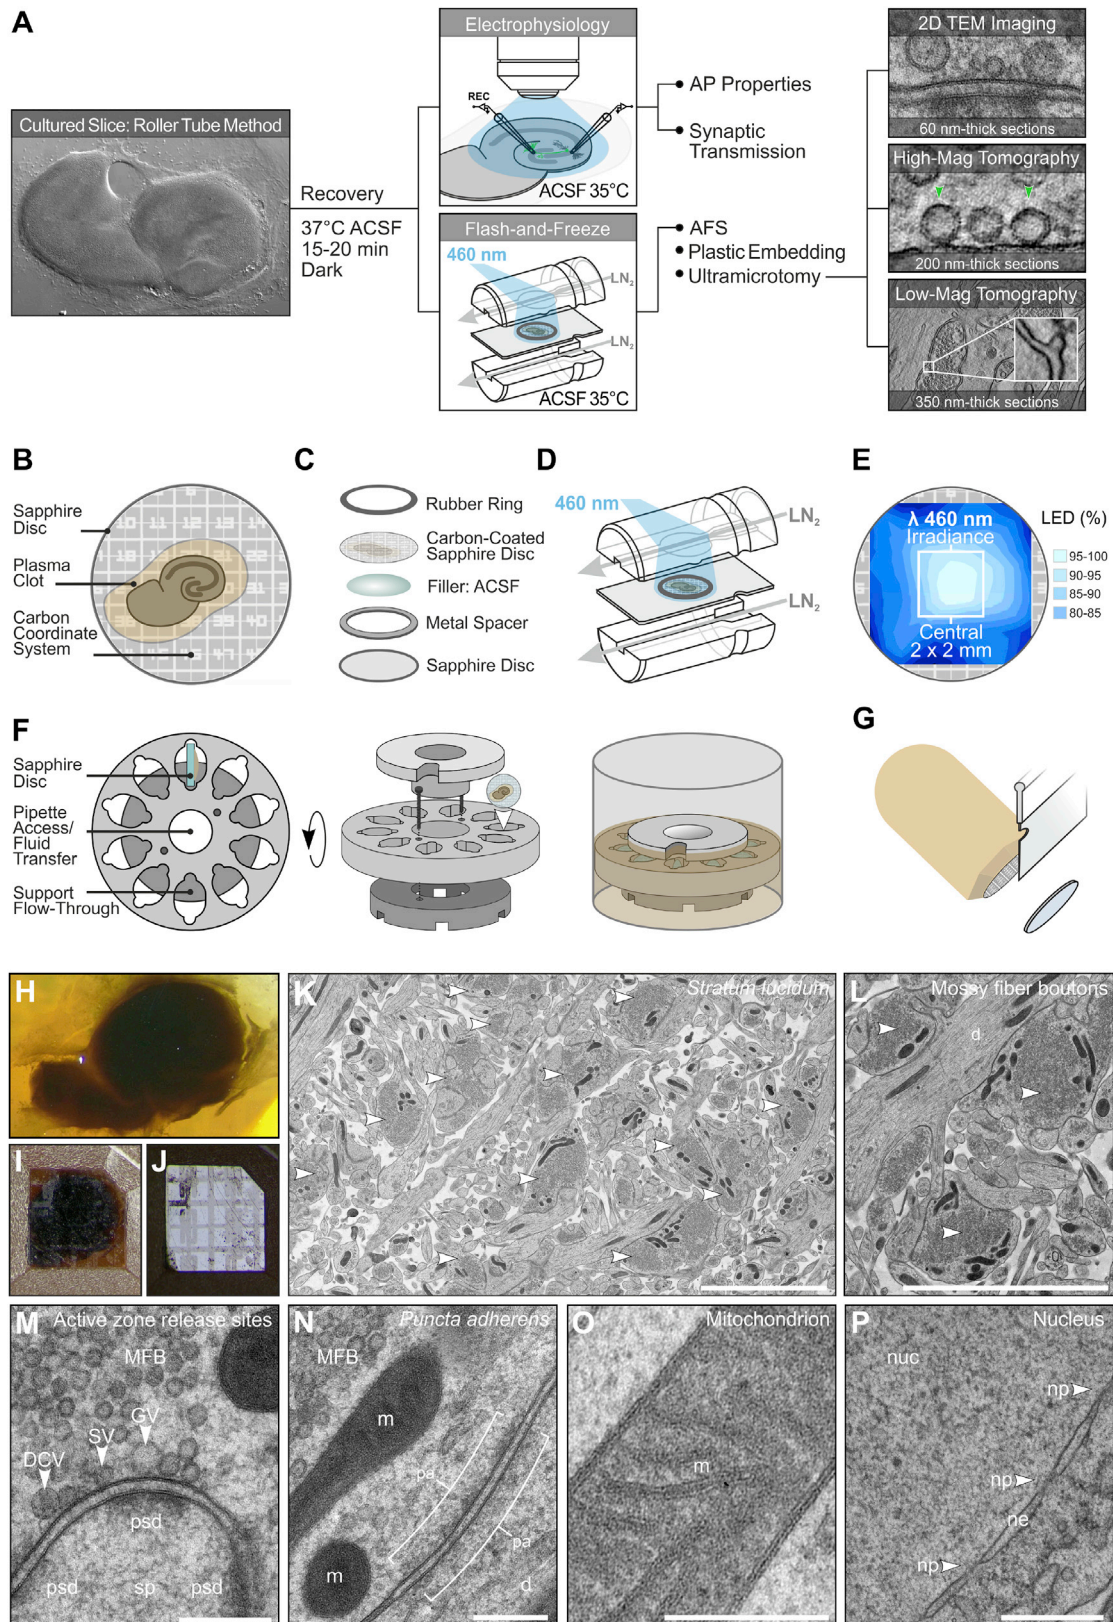 A
Cultured Slice: Roller Tube Method
Recovery
37°C ACSF
15-20 min
Dark
Electrophysiology
REC
ACSF 35°C
AP Properties
Synaptic
Transmission
Flash-and-Freeze
460 nm
LN2
LN2
ACSF 35°C
AFS
Plastic Embedding
Ultramicrotomy
2D TEM Imaging
60 nm-thick sections
High-Mag Tomography
200 nm-thick sections
Low-Mag Tomography
350 nm-thick sections
B
Sapphire
Disc
Plasma
Clot
Carbon
Coordinate
System
10 11 12 13 14
C
Rubber Ring
Carbon-Coated
Sapphire Disc
Filler: ACSF
Metal Spacer
Sapphire Disc
D
460 nm
LN2
LN2
E
λ 460 nm
Irradiance
Central
2 x 2 mm
LED (%)
95-100
90-95
85-90
80-85
F
Sapphire
Disc
Pipette
Access/
Fluid
Transfer
Support
Flow-Through
G
H
I
J
K
Stratum lucidum
L
Mossy fiber boutons
d
M
Active zone release sites
MFB
GV
SV
DCV
psd
psd sp psd
N
Puncta adherens
MFB
m
pa
pa
m
d
O
Mitochondrion
m
P
Nucleus
nuc
np
np
ne
np